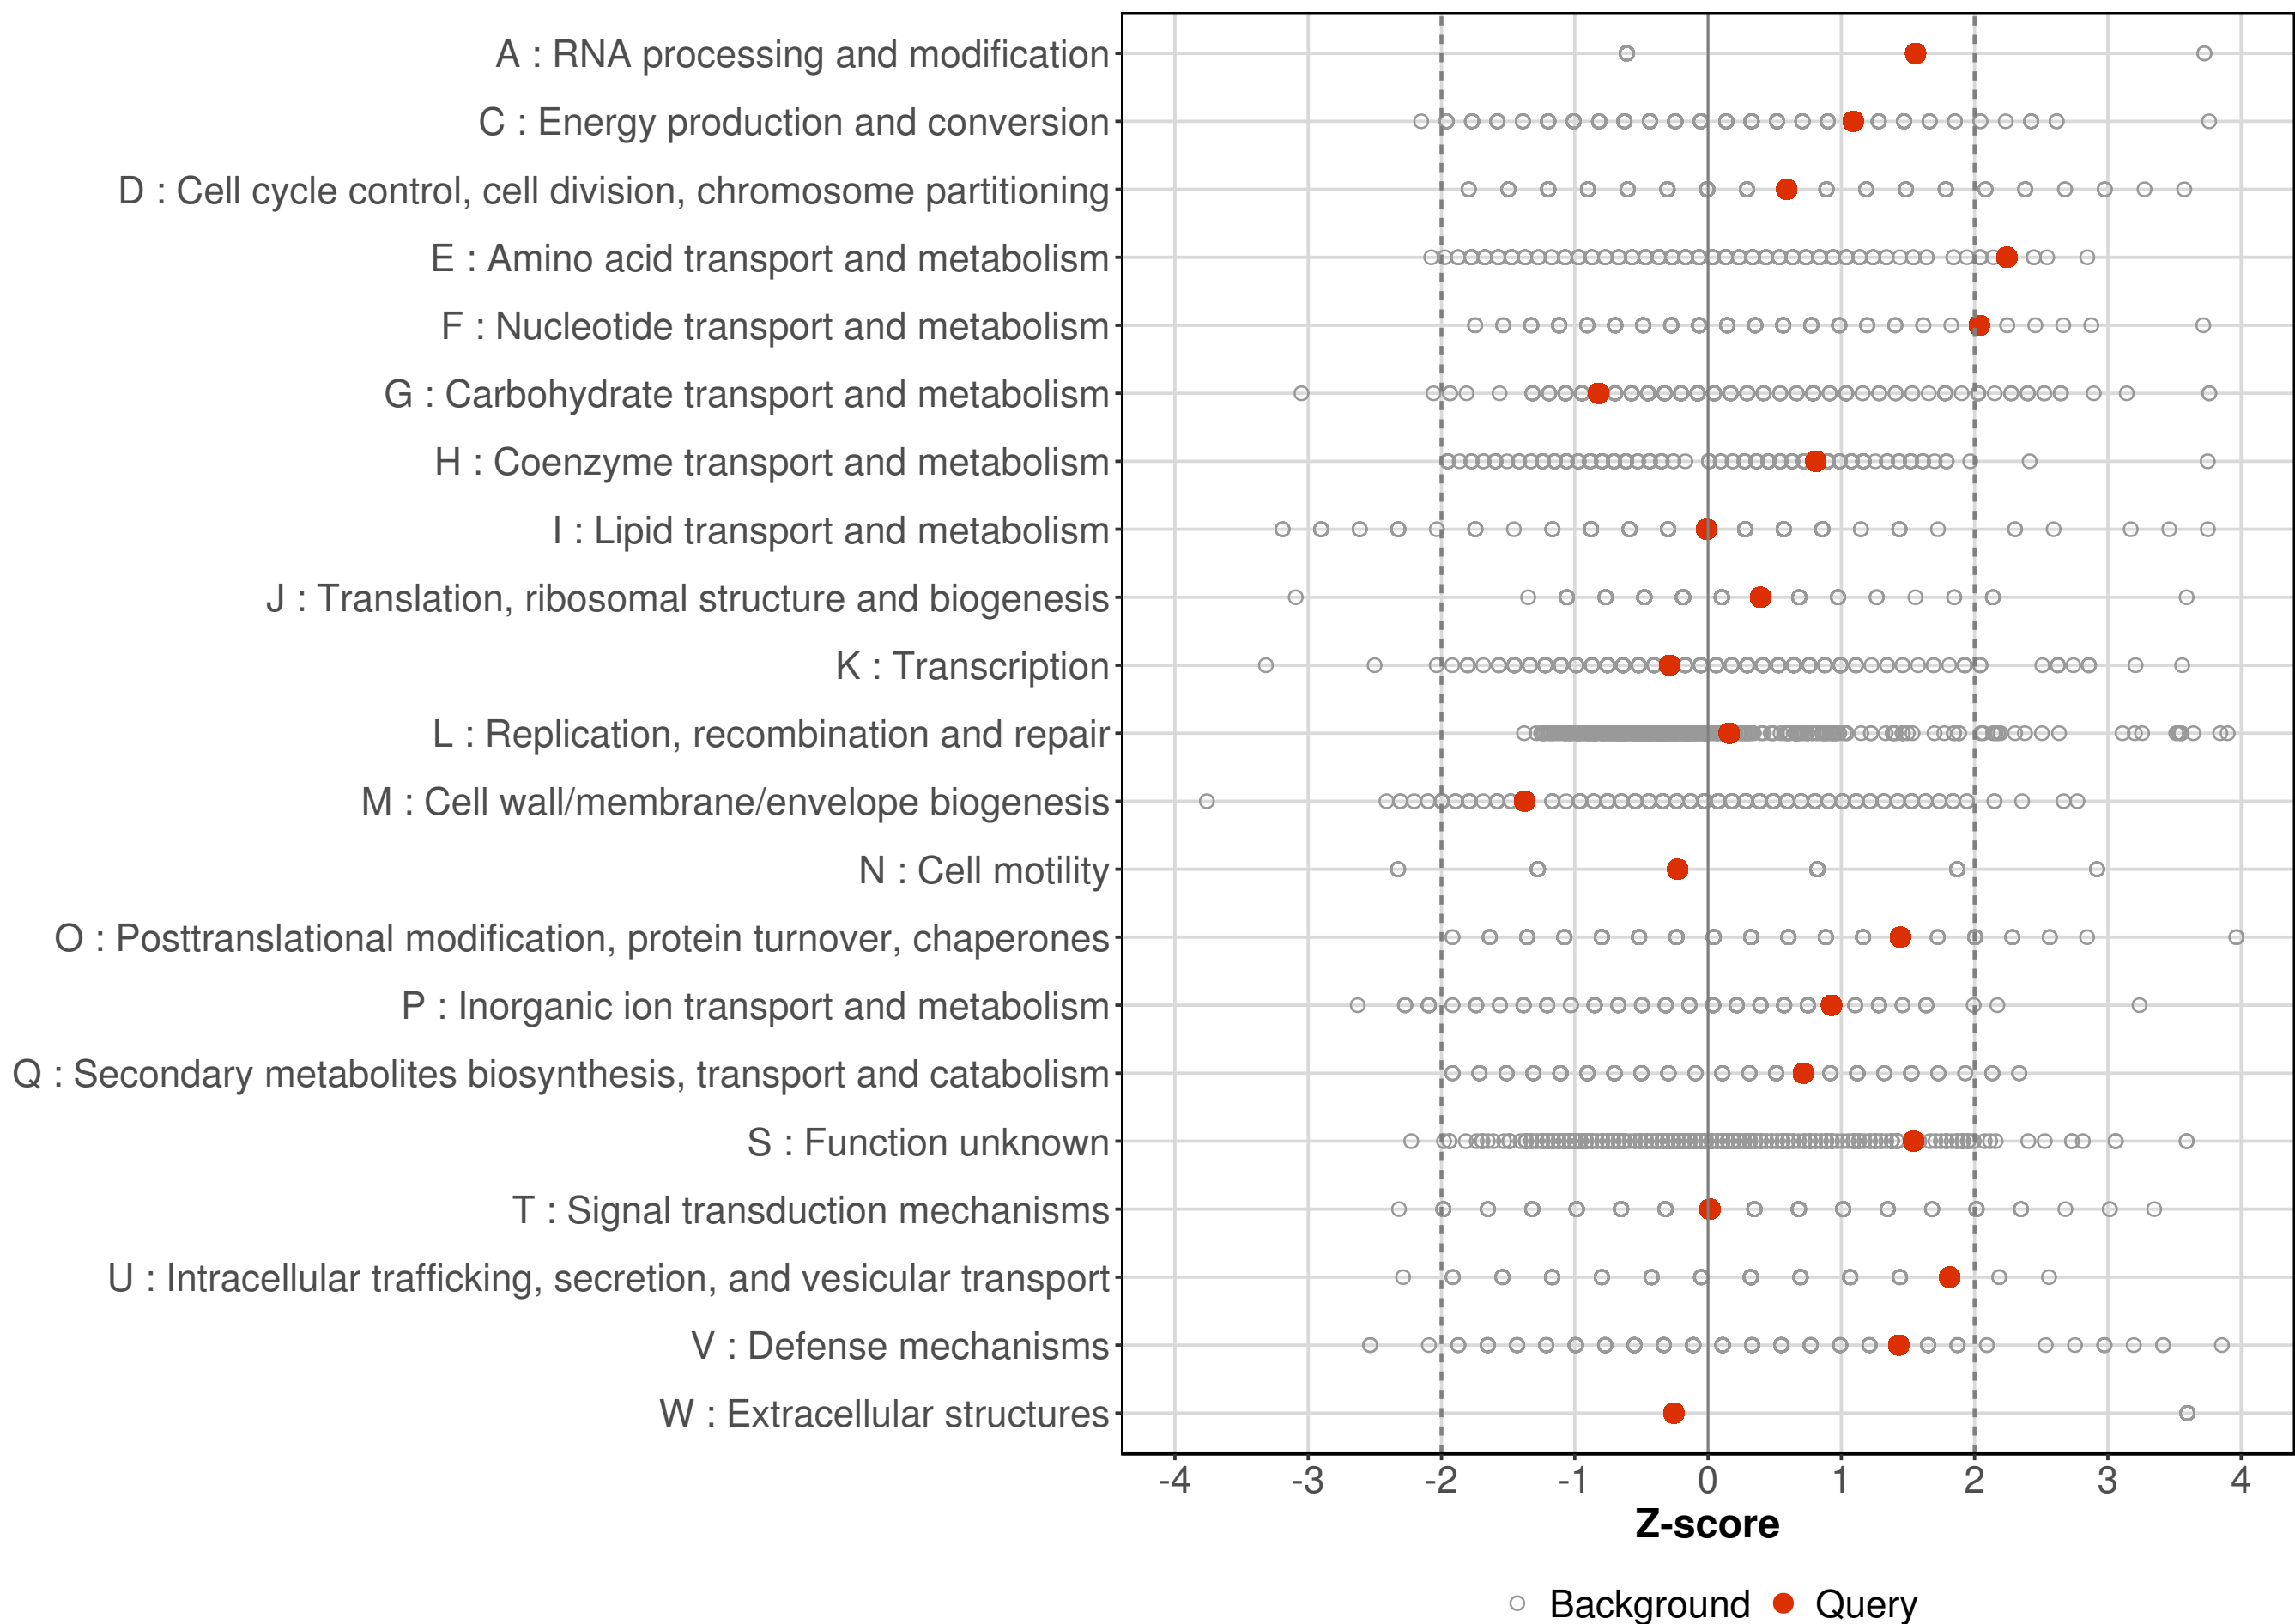 A : RNA processing and modification
C : Energy production and conversion
D : Cell cycle control, cell division, chromosome partitioning
E : Amino acid transport and metabolism
F : Nucleotide transport and metabolism
G : Carbohydrate transport and metabolism
H : Coenzyme transport and metabolism
I : Lipid transport and metabolism
J : Translation, ribosomal structure and biogenesis
K : Transcription
L : Replication, recombination and repair
M : Cell wall/membrane/envelope biogenesis
N : Cell motility
O : Posttranslational modification, protein turnover, chaperones
P : Inorganic ion transport and metabolism
Q : Secondary metabolites biosynthesis, transport and catabolism
S : Function unknown
T : Signal transduction mechanisms
U : Intracellular trafficking, secretion, and vesicular transport
V : Defense mechanisms
W : Extracellular structures
-4 -3 -2 -1 0 1 2 3 4
Z-score
Background Query